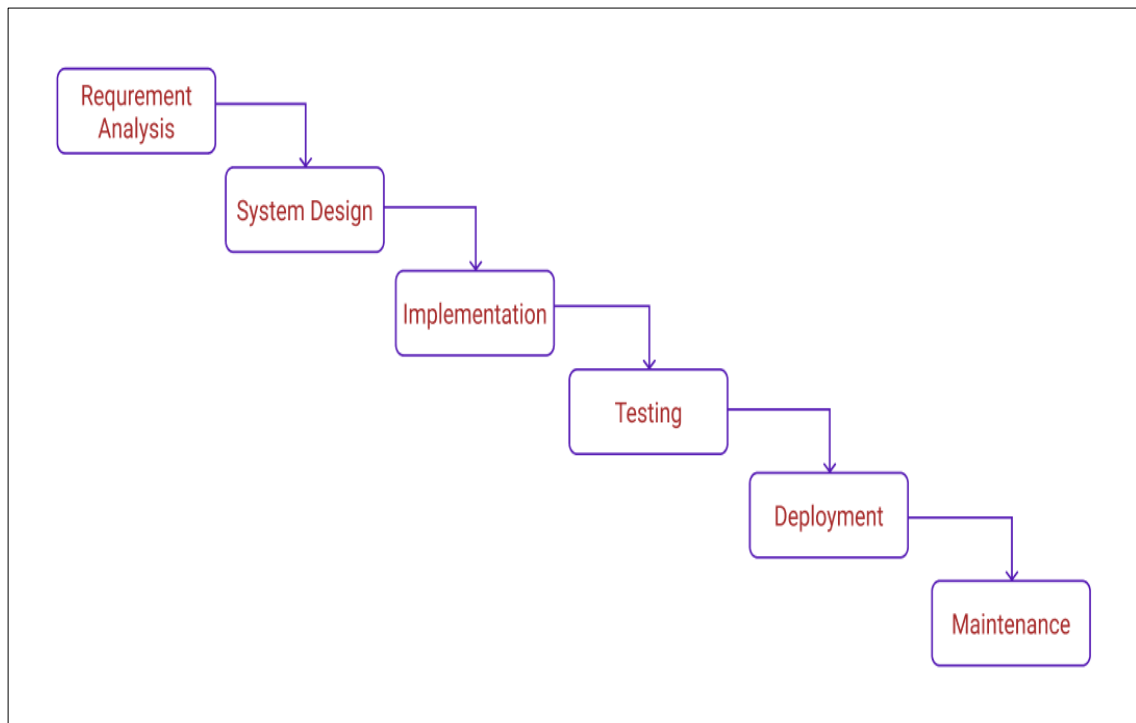 Requrement
Analysis
System Design
Implementation
Testing
Deployment
Maintenance